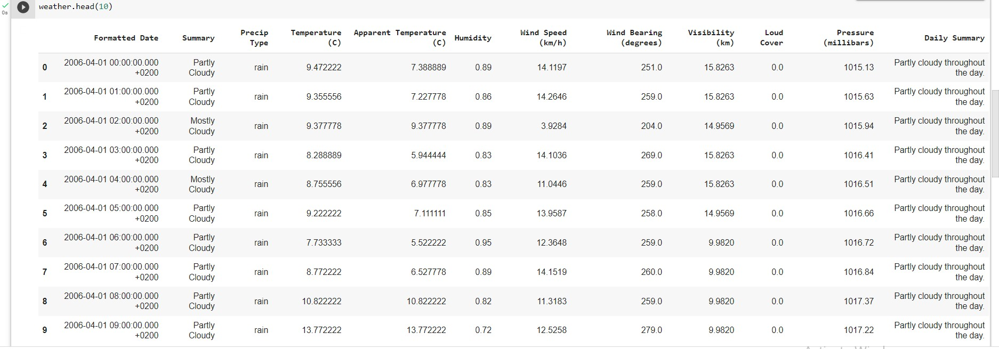 0s
weather.head(10)
Formatted Date Summary Precip Type Temperature (C) Apparent Temperature (C) Humidity Wind Speed (km/h) Wind Bearing (degrees) Visibility (km) Loud Cover Pressure (millibars) Daily Summary
0 2006-04-01 00:00:00.000 +0200 Partly Cloudy rain 9.472222 7.388889 0.89 14.1197 251.0 15.8263 0.0 1015.13 Partly cloudy throughout the day.
1 2006-04-01 01:00:00.000 +0200 Partly Cloudy rain 9.355556 7.227778 0.86 14.2646 259.0 15.8263 0.0 1015.63 Partly cloudy throughout the day.
2 2006-04-01 02:00:00.000 +0200 Mostly Cloudy rain 9.377778 9.377778 0.89 3.9284 204.0 14.9569 0.0 1015.94 Partly cloudy throughout the day.
3 2006-04-01 03:00:00.000 +0200 Partly Cloudy rain 8.288889 5.944444 0.83 14.1036 269.0 15.8263 0.0 1016.41 Partly cloudy throughout the day.
4 2006-04-01 04:00:00.000 +0200 Mostly Cloudy rain 8.755556 6.977778 0.83 11.0446 259.0 15.8263 0.0 1016.51 Partly cloudy throughout the day.
5 2006-04-01 05:00:00.000 +0200 Partly Cloudy rain 9.222222 7.111111 0.85 13.9587 258.0 14.9569 0.0 1016.66 Partly cloudy throughout the day.
6 2006-04-01 06:00:00.000 +0200 Partly Cloudy rain 7.733333 5.522222 0.95 12.3648 259.0 9.9820 0.0 1016.72 Partly cloudy throughout the day.
7 2006-04-01 07:00:00.000 +0200 Partly Cloudy rain 8.772222 6.527778 0.89 14.1519 260.0 9.9820 0.0 1016.84 Partly cloudy throughout the day.
8 2006-04-01 08:00:00.000 +0200 Partly Cloudy rain 10.822222 10.822222 0.82 11.3183 259.0 9.9820 0.0 1017.37 Partly cloudy throughout the day.
9 2006-04-01 09:00:00.000 +0200 Partly Cloudy rain 13.772222 13.772222 0.72 12.5258 279.0 9.9820 0.0 1017.22 Partly cloudy throughout the day.